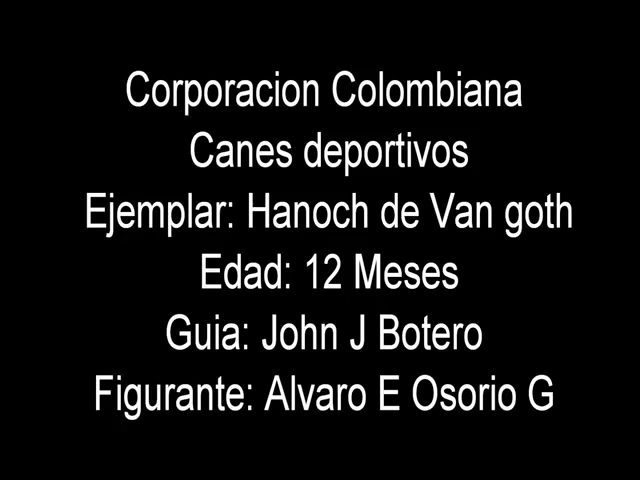 Corporacion Colombiana
Canes deportivos
Ejemplar: Hanoch de Van goth
Edad: 12 Meses
Guia: John J Botero
Figurante: Alvaro E Osorio G